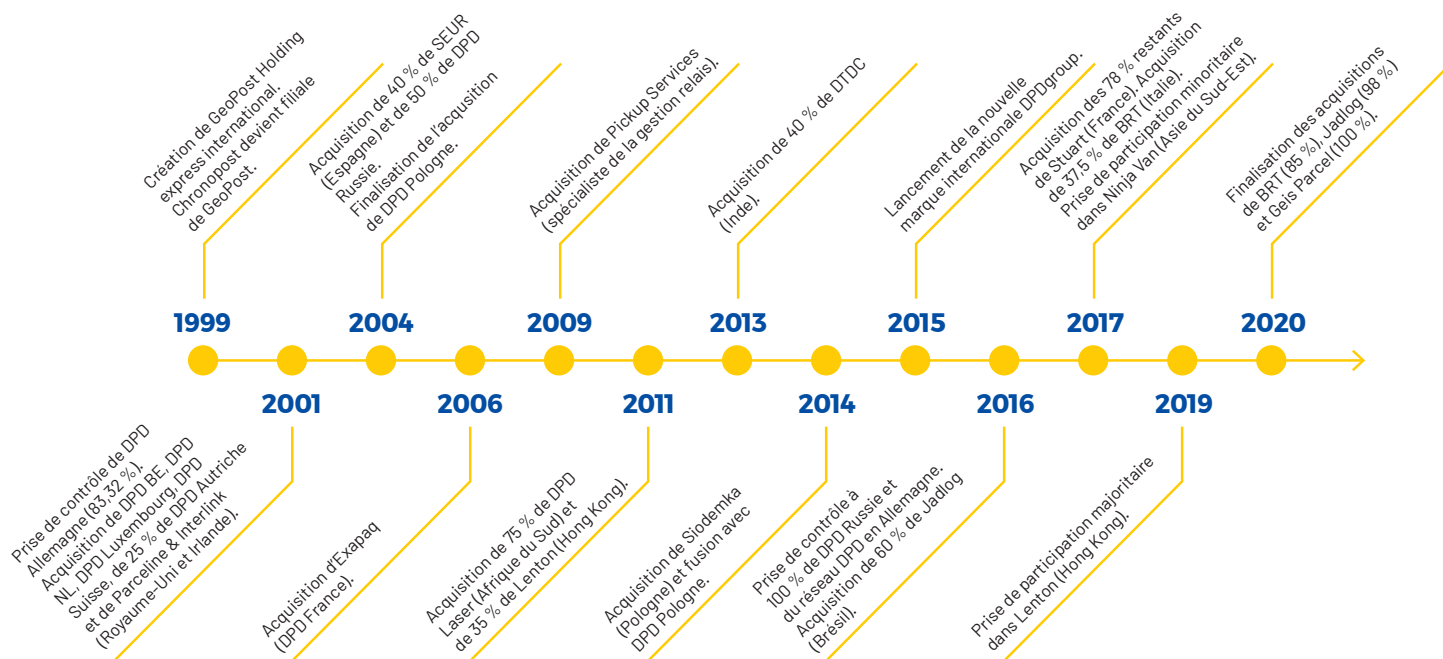 Création de GeoPost Holding
express international.
Chronopost devient filiale
de GeoPost.
Acquisition de 40 % de SEUR
(Espagne) et de 50 % de DPD
Russie.
Finalisation de l'acqusition
de DPD Pologne.
Acquisition de Pickup Services
(spécialiste de la gestion relais).
Acquisition de 40 % de DTDC
(Inde).
Lancement de la nouvelle
marque internationale DPDgroup.
Acquisition des 78 % restants
de Stuart (France). Acquisition
de 37,5 % de BRT (Italie).
Prise de participation minoritaire
dans Ninja Van (Asie du Sud-Est).
Finalisation des acquisitions
de BRT (85 %), Jadlog (98 %)
et Geis Parcel (100 %).
1999
2004
2009
2013
2015
2017
2020
2001
2006
2011
2014
2016
2019
Prise de contrôle de DPD
Allemagne (83.32 %).
Acquisition de DPD BE, DPD
NL, DPD Luxembourg, DPD
Suisse, de 25 % de DPD Autriche
et de Parceline & Interlink
(Royaume-Uni et Irlande).
Acquisition d'Exapaq
(DPD France).
Acquisition de 75 % de DPD
Laser (Afrique du Sud) et
de 35 % de Lenton (Hong Kong).
Acquisition de Siodemka
(Pologne) et fusion avec
DPD Pologne.
Prise de contrôle à
100 % de DPD Russie et
du réseau DPD en Allemagne.
Acquisition de 60 % de Jadlog
(Brésil).
Prise de participation majoritaire
dans Lenton (Hong Kong).